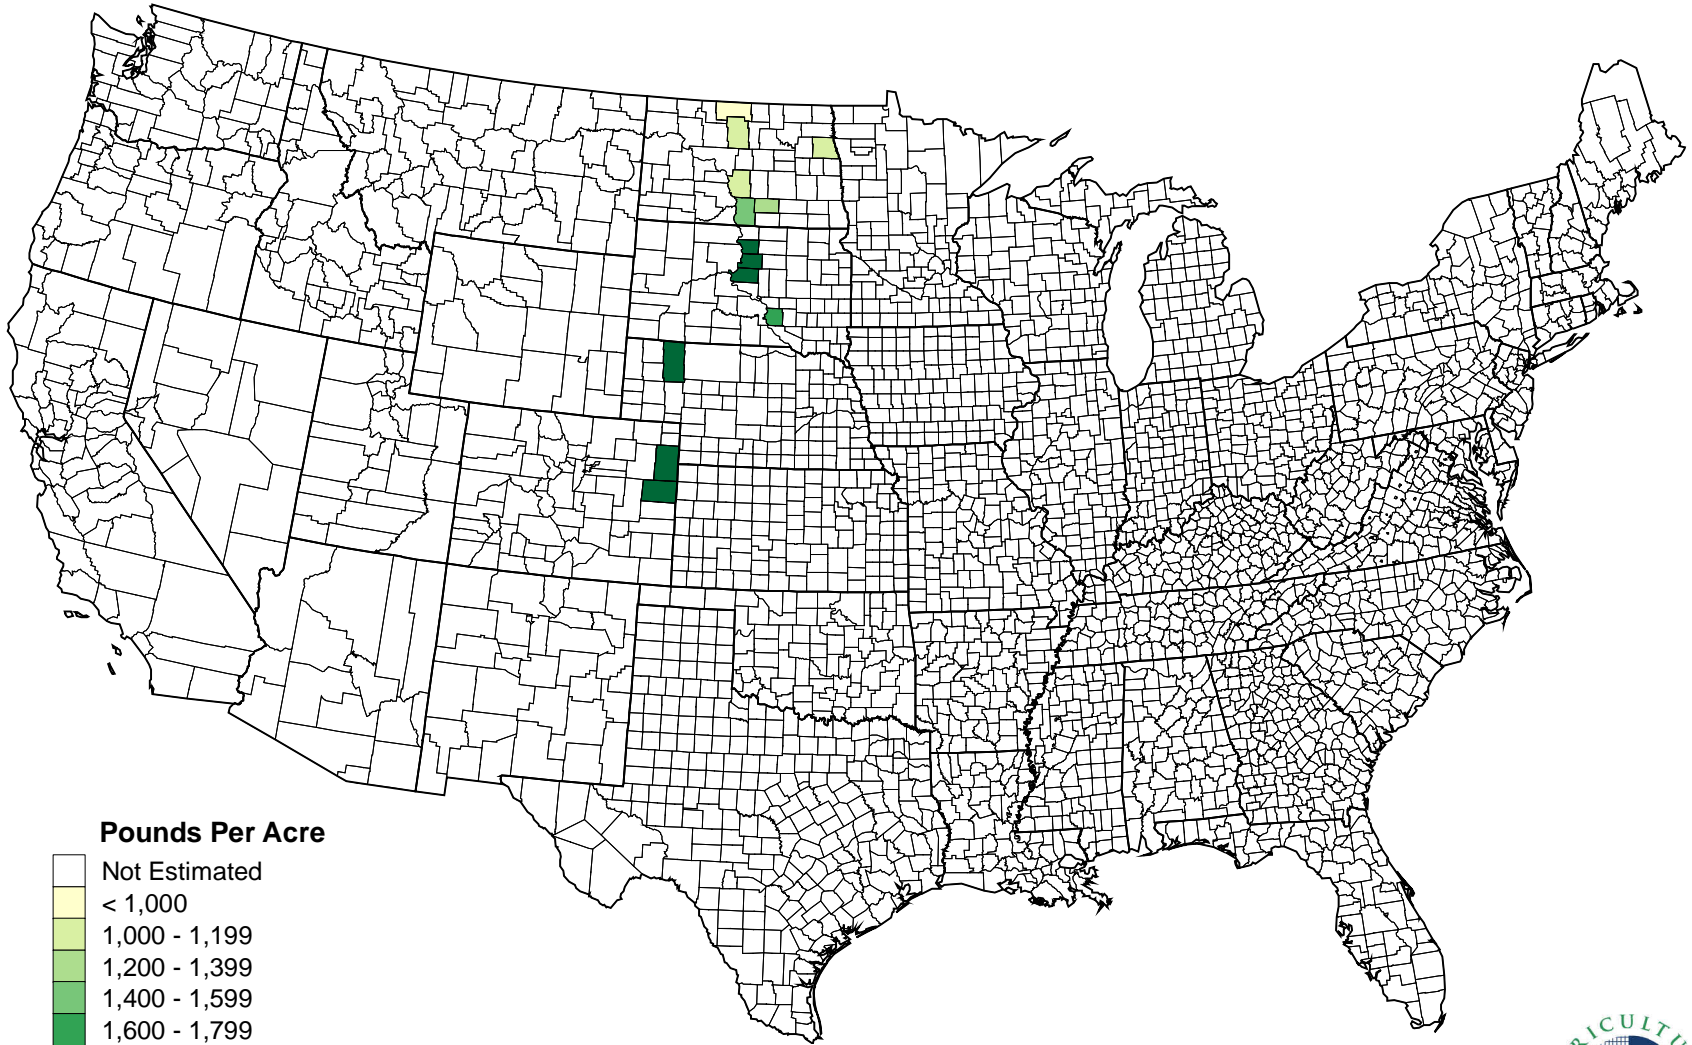 Pounds Per Acre
Not Estimated
< 1,000
1,000 - 1,199
1,200 - 1,399
1,400 - 1,599
1,600 - 1,799
RICULTU